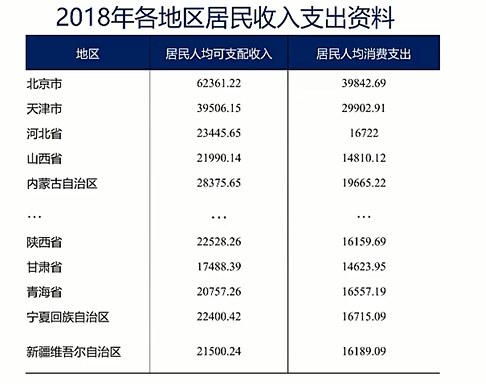 2018年各地区居民收入支出资料
地区 居民人均可支配收入 居民人均消费支出
北京市 62361.22 39842.69
天津市 39506.15 29902.91
河北省 23445.65 16722
山西省 21990.14 14810.12
内蒙古自治区 28375.65 19665.22
… … …
陕西省 22528.26 16159.69
甘肃省 17488.39 14623.95
青海省 20757.26 16557.19
宁夏回族自治区 22400.42 16715.09
新疆维吾尔自治区 21500.24 16189.09